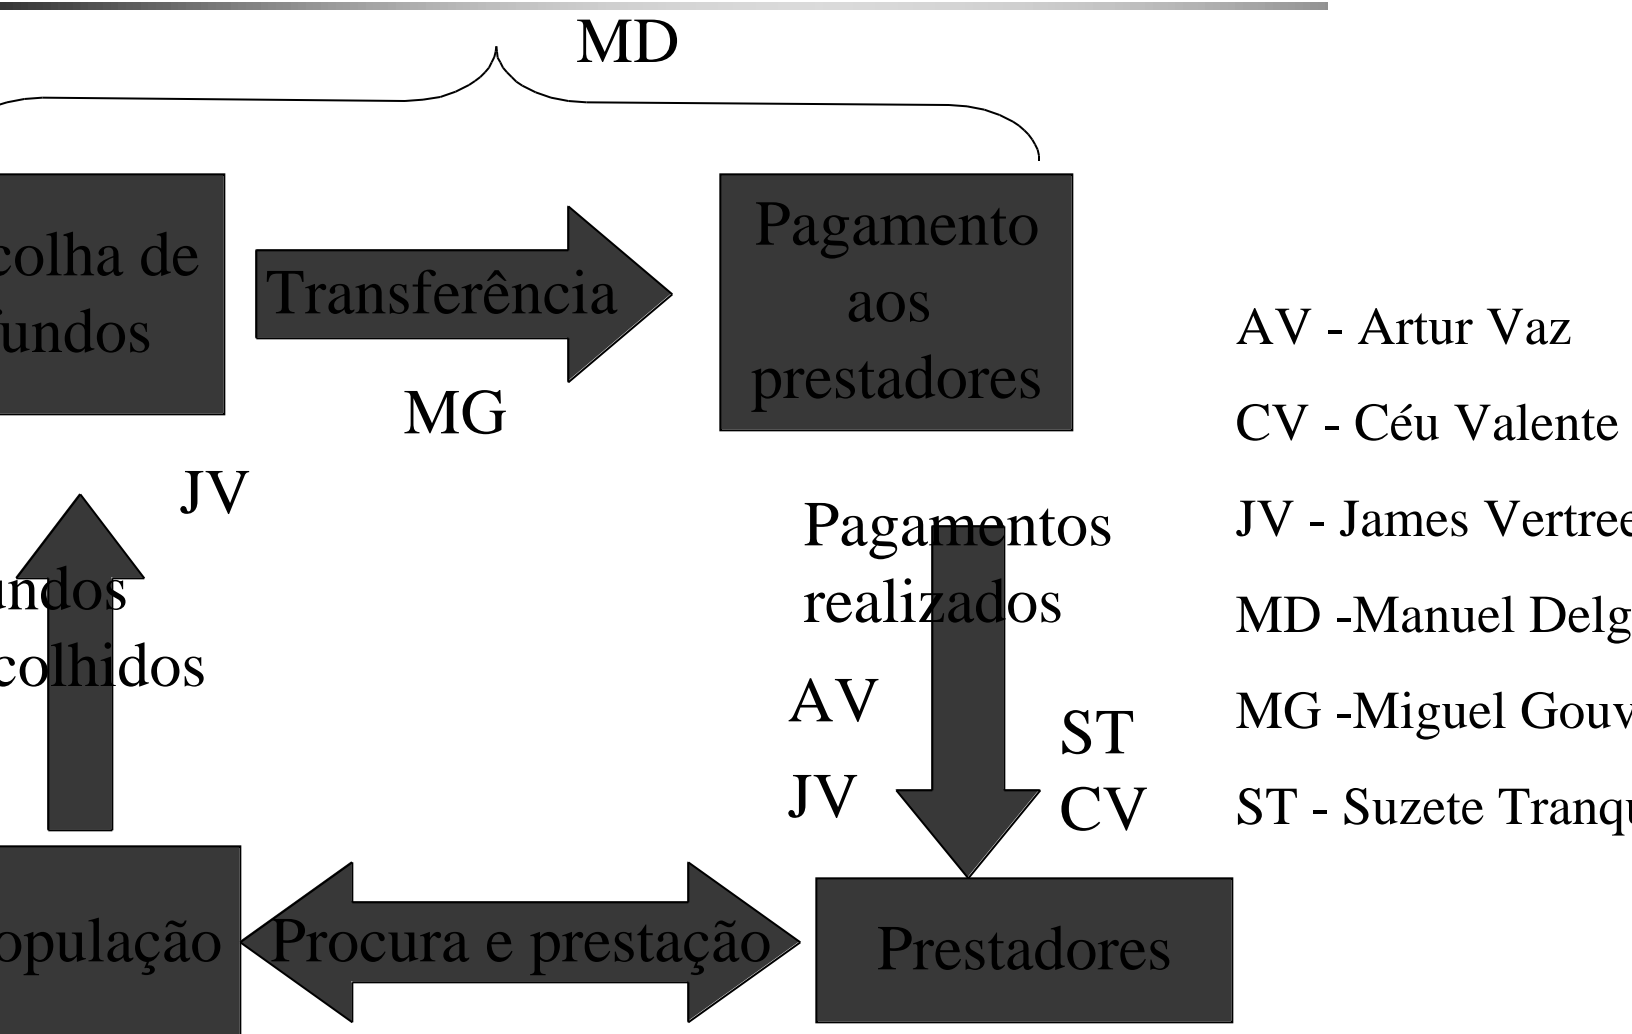 MD
colha de
fundos
Transferência
Pagamento
aos
prestadores
MG
JV
undos
colhidos
Pagamentos
realizados
AV
JV
ST
CV
AV - Artur Vaz
CV - Céu Valente
JV - James Vertree
MD -Manuel Delg
MG -Miguel Gouv
ST - Suzete Tranqu
opulação
Procura e prestação
Prestadores